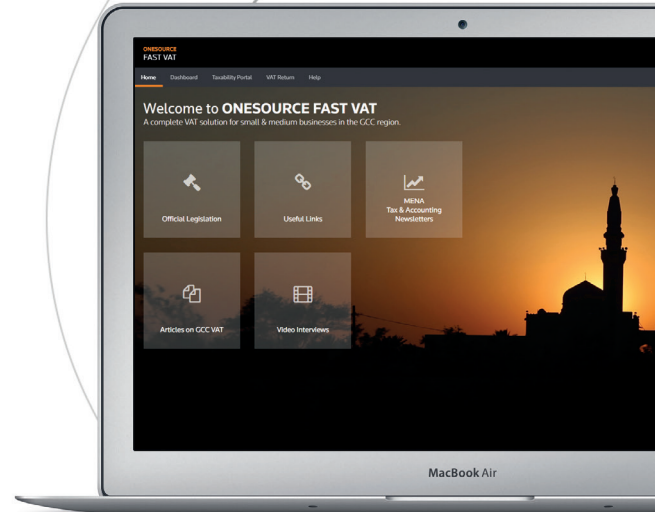 ONESOURCE
FAST VAT
Home Dashboard Taxability Portal VAT Return Help
Welcome to ONESOURCE FAST VAT
A complete VAT solution for small & medium businesses in the GCC region.
Official Legislation
Useful Links
MENA
Tax & Accounting
Newsletters
Articles on GCC VAT
Video Interviews
MacBook Air